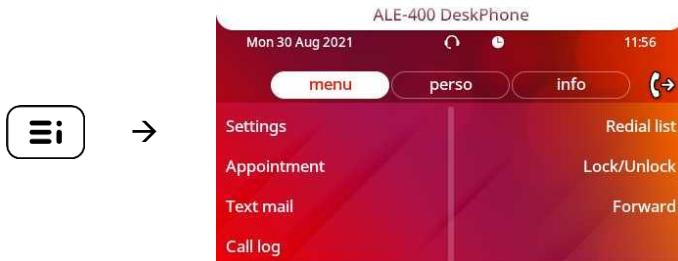 ALE-400 DeskPhone
Mon 30 Aug 2021 11:56
menu perso info
Settings Redial list
Appointment Lock/Unlock
Text mail Forward
Call log